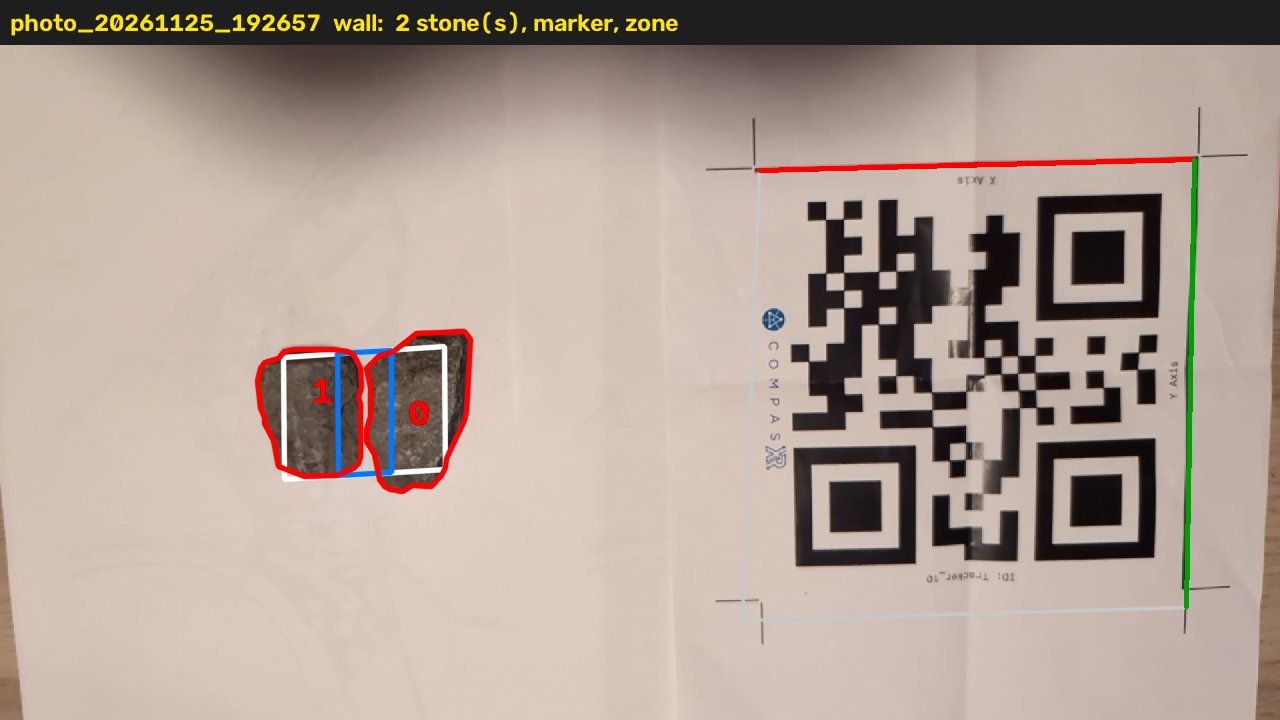 photo_20261125_192657 wall: 2 stone(s), marker, zone
X Axis
COMPAS XR
Y Axis
1
0
ID: Tracker_10